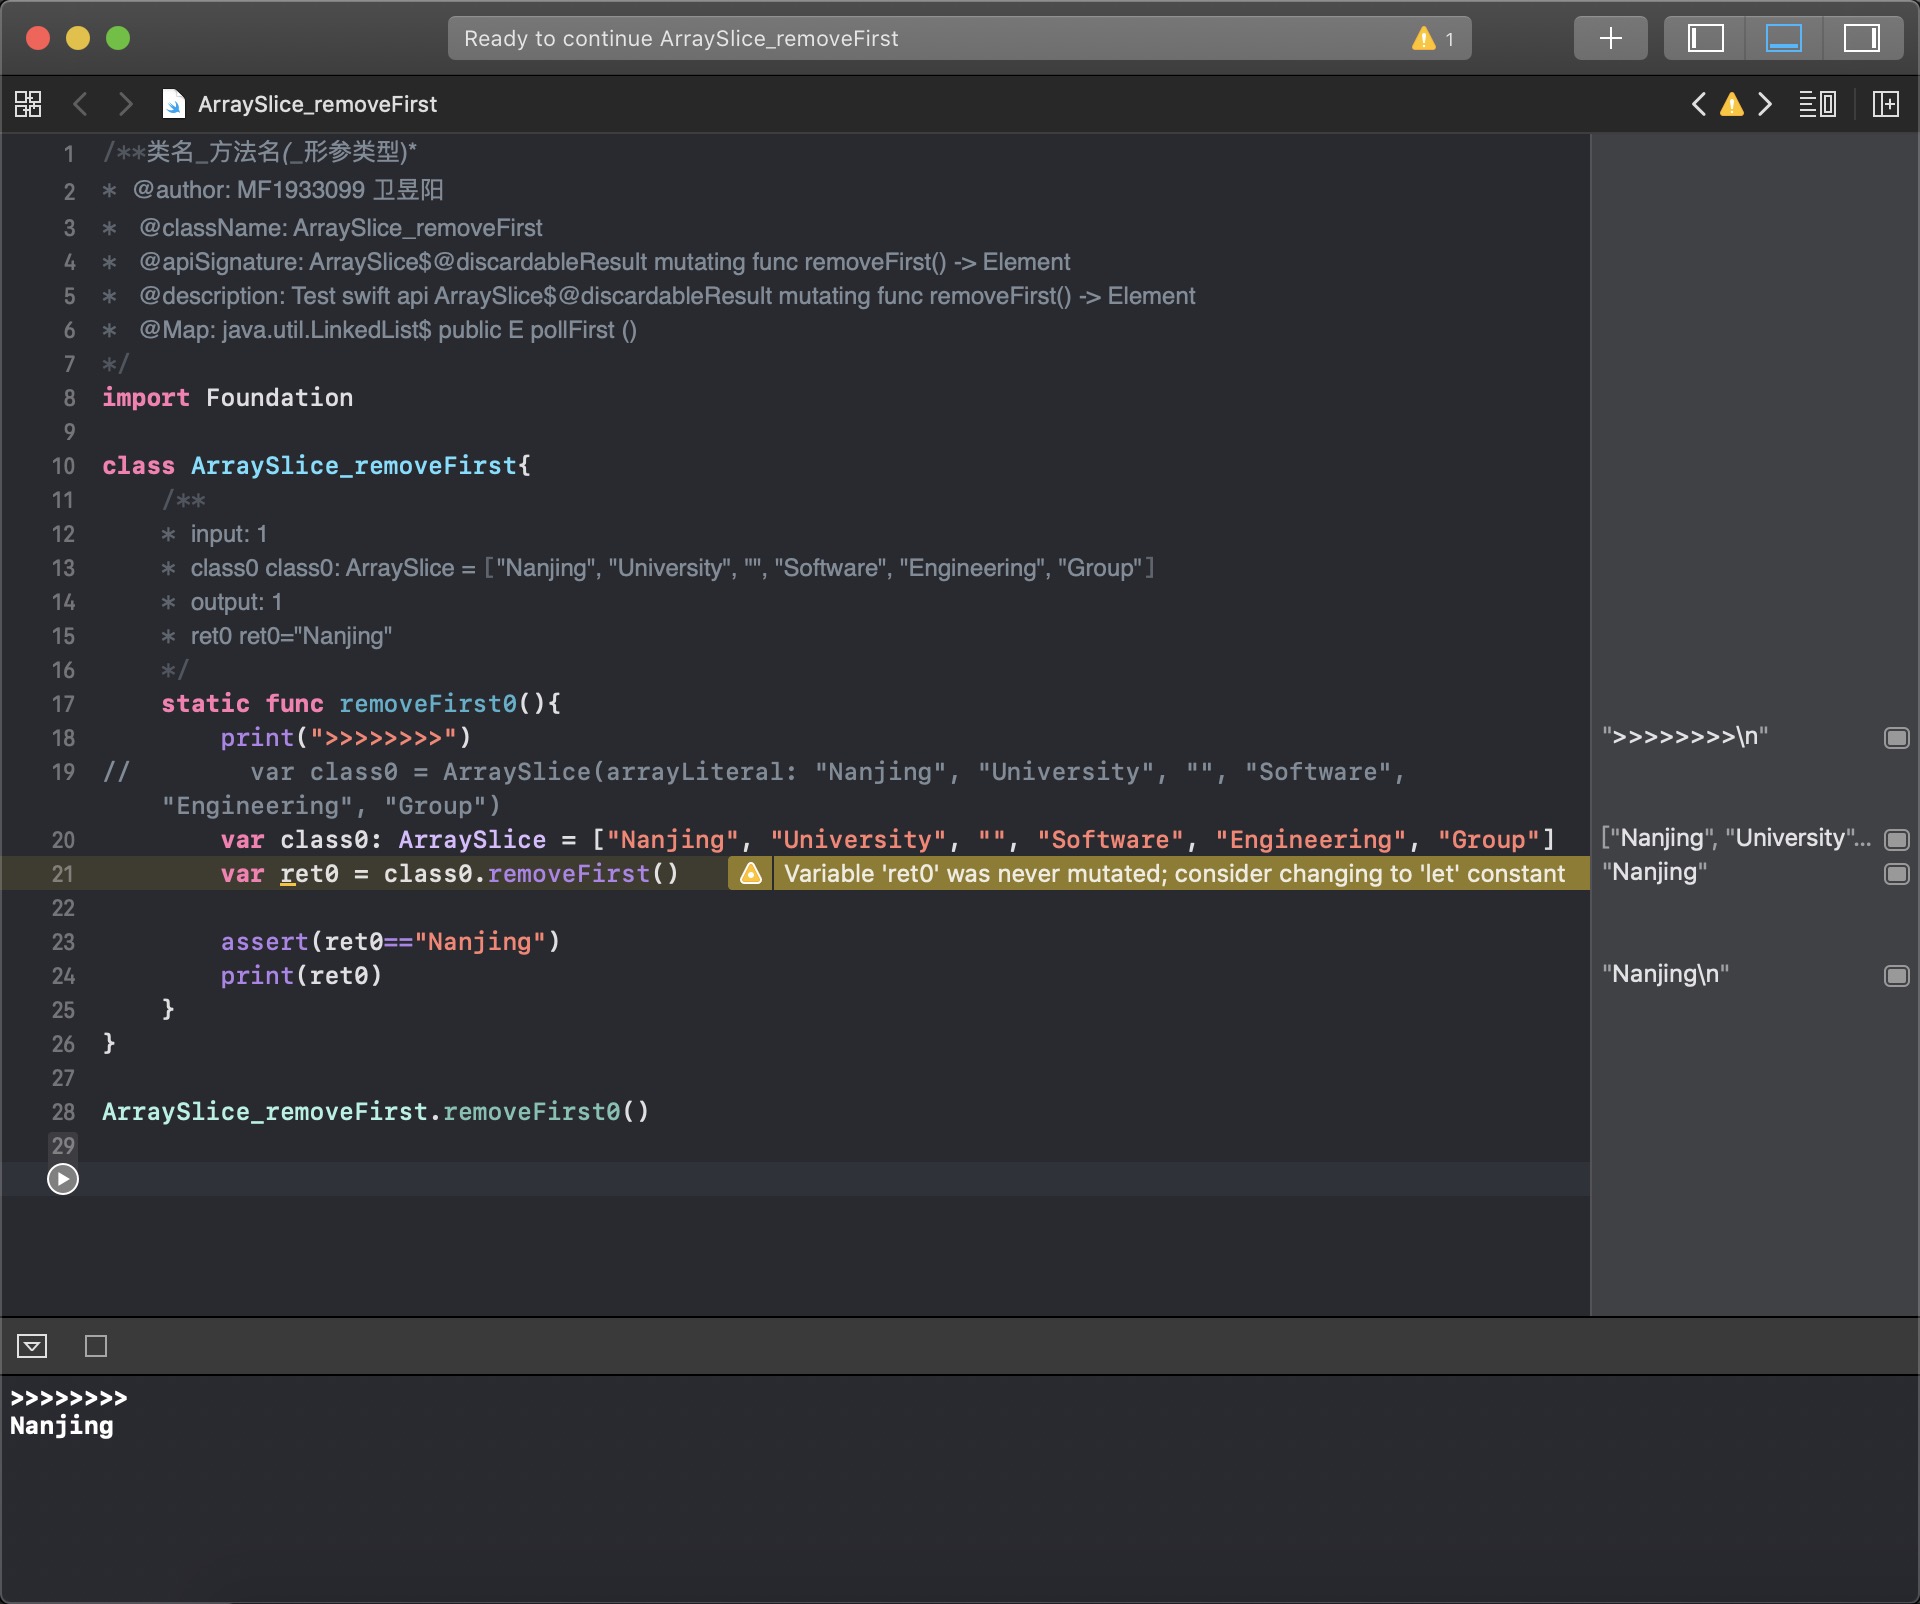 Ready to continue ArraySlice_removeFirst
1
ArraySlice_removeFirst
1 /**类名_方法名(_形参类型)*
2 * @author: MF1933099 卫昱阳
3 * @className: ArraySlice_removeFirst
4 * @apiSignature: ArraySlice$@discardableResult mutating func removeFirst() -> Element
5 * @description: Test swift api ArraySlice$@discardableResult mutating func removeFirst() -> Element
6 * @Map: java.util.LinkedList$ public E pollFirst ()
7 */
8 import Foundation
9
10 class ArraySlice_removeFirst{
11 /**
12 * input: 1
13 * class0 class0: ArraySlice = ["Nanjing", "University", "", "Software", "Engineering", "Group"]
14 * output: 1
15 * ret0 ret0="Nanjing"
16 */
17 static func removeFirst0(){
18 print(">>>>>>>>")
">>>>>>>>\n"
19 // var class0 = ArraySlice(arrayLiteral: "Nanjing", "University", "", "Software",
"Engineering", "Group")
20 var class0: ArraySlice = ["Nanjing", "University", "", "Software", "Engineering", "Group"]
["Nanjing", "University"...
21 var ret0 = class0.removeFirst()
Variable 'ret0' was never mutated; consider changing to 'let' constant
"Nanjing"
22
23 assert(ret0=="Nanjing")
24 print(ret0)
"Nanjing\n"
25 }
26 }
27
28 ArraySlice_removeFirst.removeFirst0()
29
>>>>>>>>
Nanjing